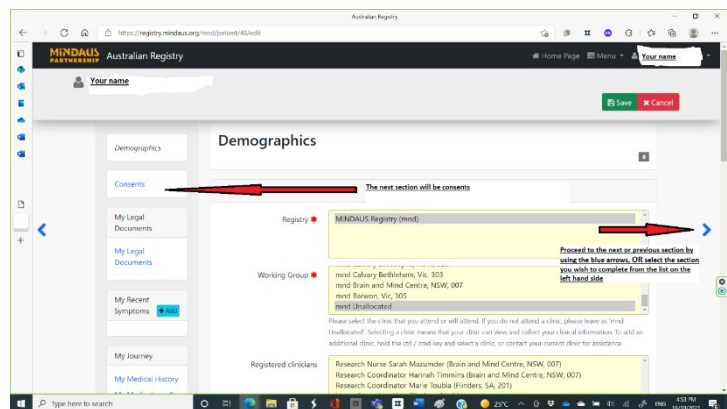 Australian Registry
https://registry.mindaus.org/mnd/patient/48/edit
MiNDAUS
PARTNERSHIP
Australian Registry
Home Page
Menu
Your name
Your name
Save
Cancel
Demographics
Demographics
Consents
The next section will be consents
My Legal
Documents
Registry
MiNDAUS Registry (mnd)
My Legal
Documents
Proceed to the next or previous section by
using the blue arrows, OR select the section
you wish to complete from the list on the
left hand side
Working Group
mnd Calvary Bethlehem, Vic, 303
mnd Brain and Mind Centre, NSW, 007
mnd Barwon, Vic, 305
mnd Unallocated
My Recent
Symptoms
+ Add
Please select the clinic that you attend or will attend. If you do not attend a clinic, please leave as 'mnd
Unallocated'. Selecting a clinic means that your clinic can view and collect your clinical information. To add an
additional clinic, hold the ctrl / cmd key and select a clinic, or contact your current clinic for assistance.
My Journey
My Medical History
Registered clinicians
Research Nurse Sarah Mazumder (Brain and Mind Centre, NSW, 007)
Research Coordinator Hannah Timmins (Brain and Mind Centre, NSW, 007)
Research Coordinator Marie Toubia (Flinders, SA, 201)
Type here to search
25°C
ENG
4:53 PM